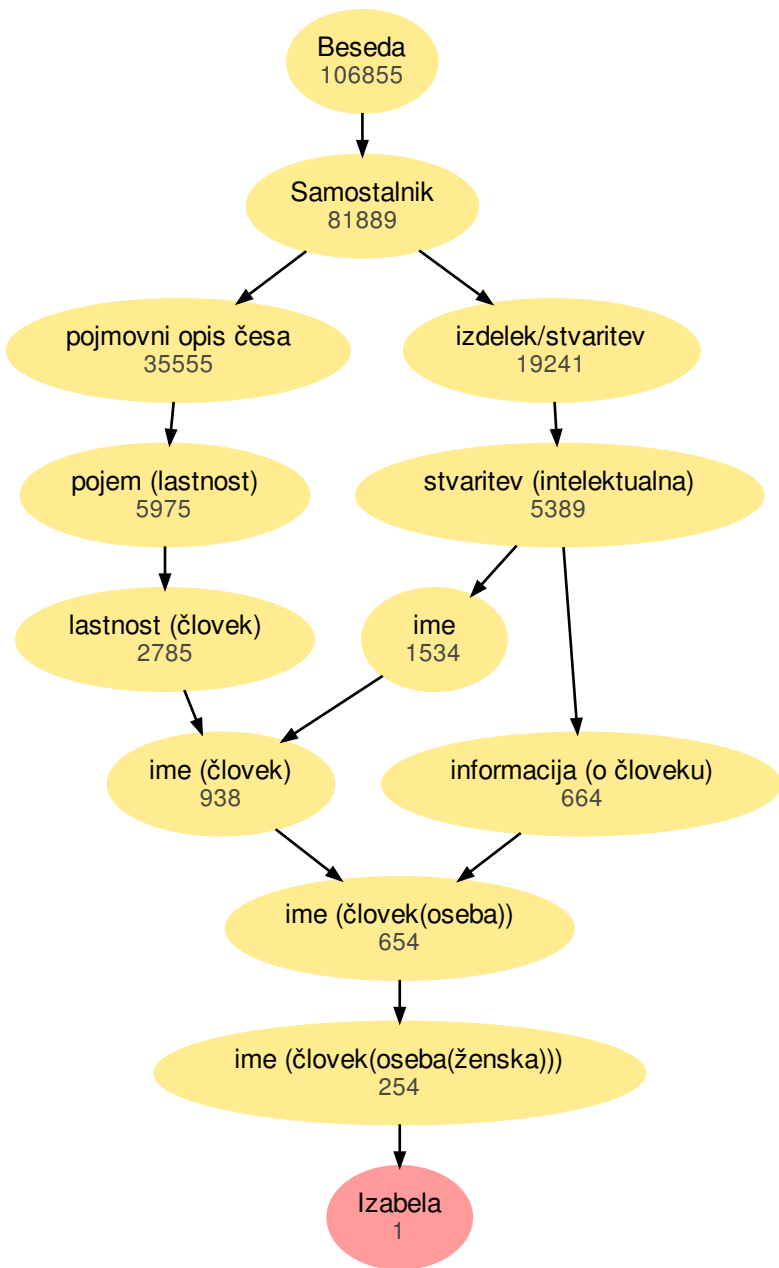 Beseda
106855
Samostalnik
81889
pojmovni opis česa
35555
izdelek/stvaritev
19241
pojem (lastnost)
5975
stvaritev (intelektualna)
5389
lastnost (človek)
2785
ime
1534
ime (človek)
938
informacija (o človeku)
664
ime (človek(oseba))
654
ime (človek(oseba(ženska)))
254
Izabela
1